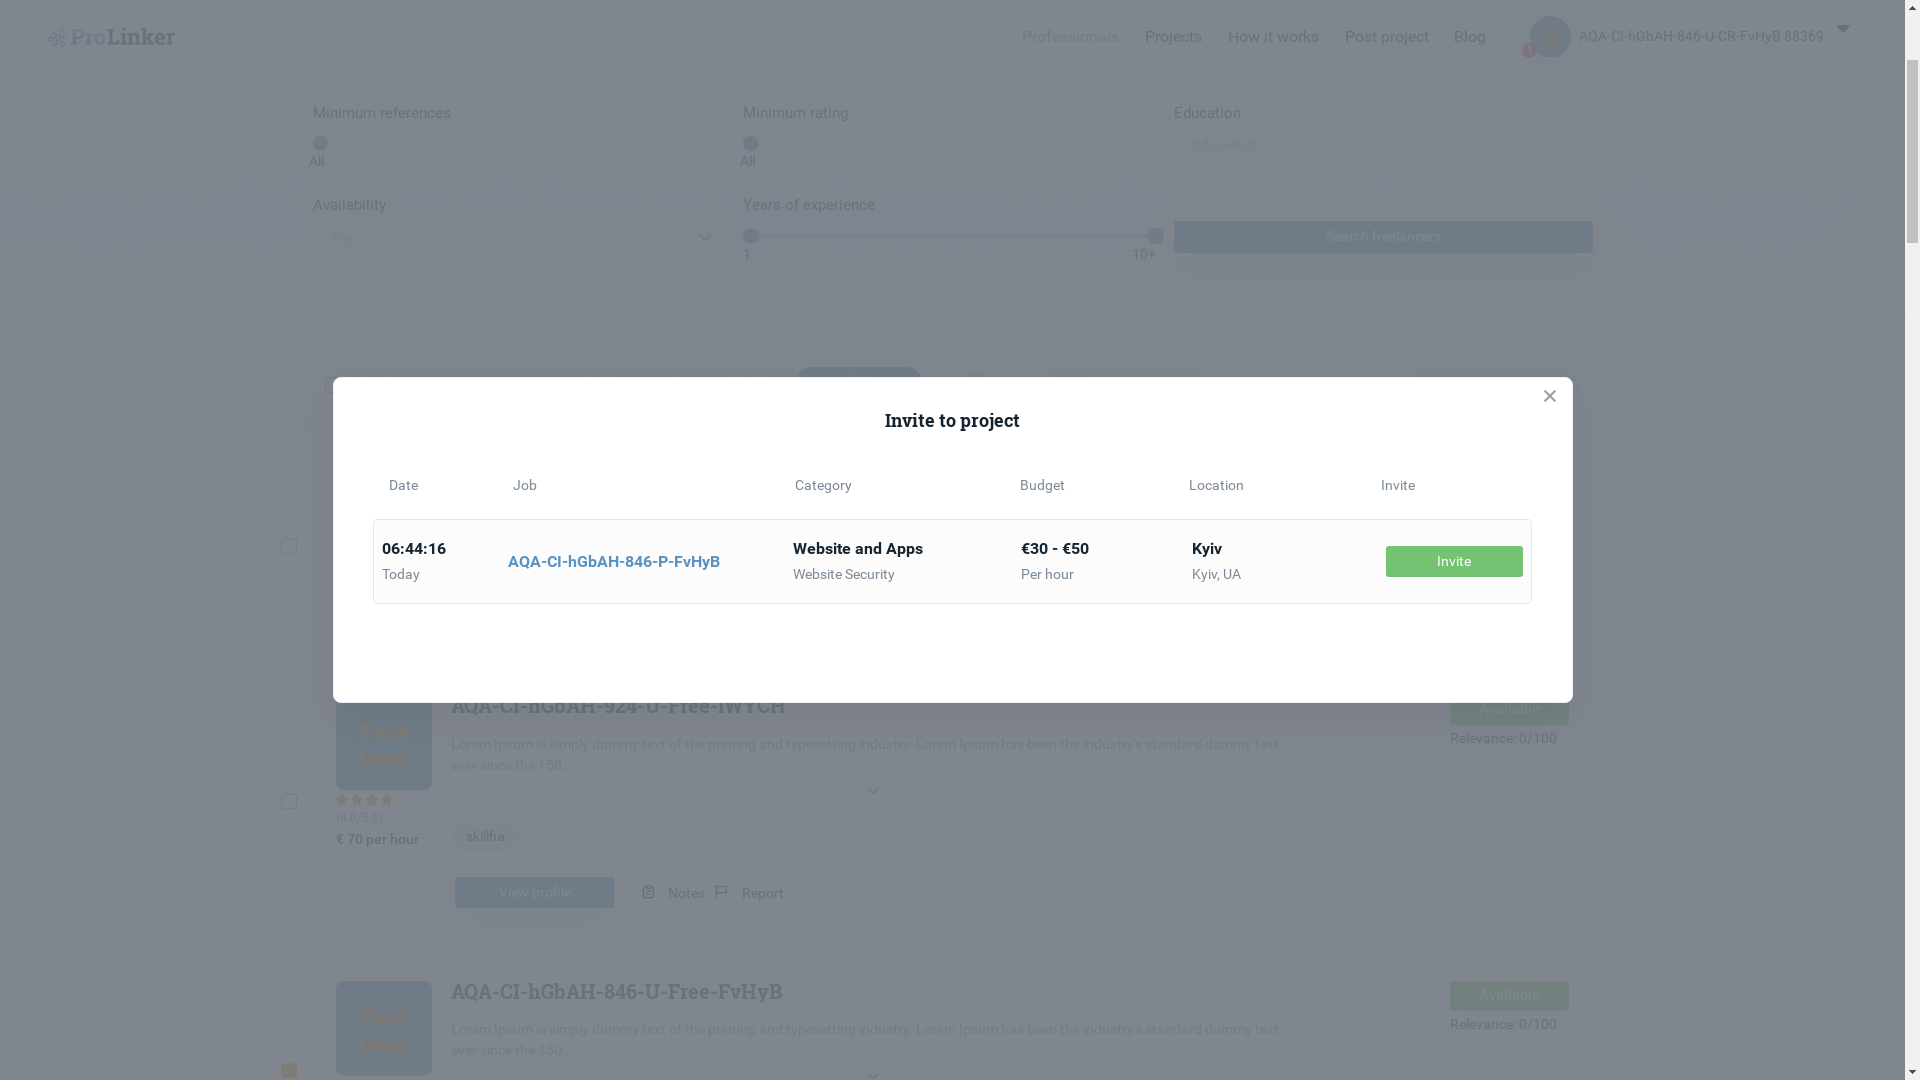 ProLinker
Professionals Projects How it works Post project Blog 1 AQA-CI-hGbAH-846-U-CR-FvHyB 88369
Minimum references Minimum rating Education
Education
All All
Availability Years of experience
Any Search freelancers
1 10+
Invite to project
Date Job Category Budget Location Invite
06:44:16 Website and Apps €30 - €50 Kyiv
AQA-CI-hGbAH-846-P-FvHyB Invite
Today Website Security Per hour Kyiv, UA
AQA-CI-hGbAH-924-U-Free-IWYCH Available
Test
User
Lorem Ipsum is simply dummy text of the printing and typesetting industry. Lorem Ipsum has been the industry's standard dummy text
ever since the 150...
Relevance: 0/100
(4.0/5.0)
€ 70 per hour
skillfia
View profile Notes Report
AQA-CI-hGbAH-846-U-Free-FvHyB Available
Test
User
Lorem Ipsum is simply dummy text of the printing and typesetting industry. Lorem Ipsum has been the industry's standard dummy text
ever since the 150...
Relevance: 0/100